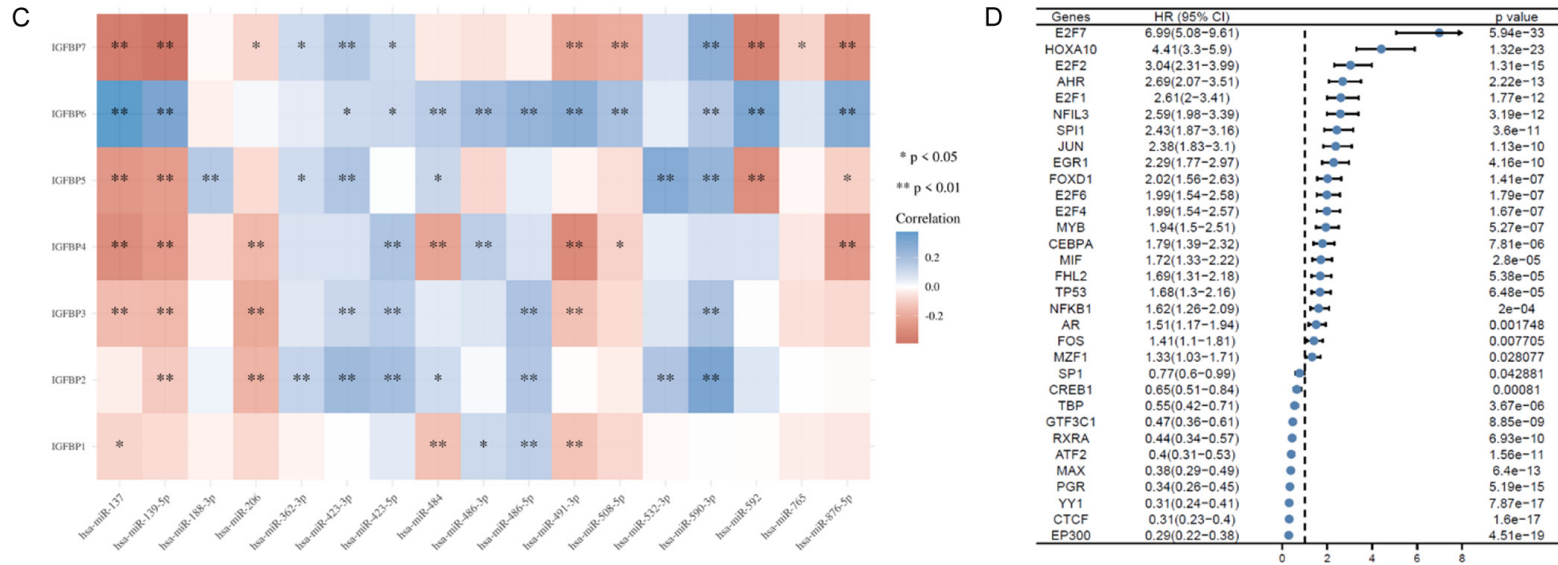 C
IGFBP7 ** ** * * ** * ** ** ** ** * **
IGFBP6 ** ** * * ** ** ** ** ** ** ** **
IGFBP5 ** ** ** * ** * ** ** ** *
IGFBP4 ** ** ** ** ** ** ** * **
IGFBP3 ** ** ** ** ** ** ** **
IGFBP2 ** ** ** ** ** * ** ** **
IGFBP1 * ** * ** **
hsa-miR-137
hsa-miR-139-5p
hsa-miR-188-3p
hsa-miR-206
hsa-miR-362-3p
hsa-miR-423-3p
hsa-miR-423-5p
hsa-miR-484
hsa-miR-486-3p
hsa-miR-486-5p
hsa-miR-491-5p
hsa-miR-508-5p
hsa-miR-532-3p
hsa-miR-590-3p
hsa-miR-592
hsa-miR-765
hsa-miR-876-5p
* p < 0.05
** p < 0.01
Correlation
0.2
0.0
-0.2
D
Genes HR (95% CI) p value
E2F7 6.99(5.08−9.61) 5.94e−33
HOXA10 4.41(3.3−5.9) 1.32e−23
E2F2 3.04(2.31−3.99) 1.31e−15
AHR 2.69(2.07−3.51) 2.22e−13
E2F1 2.61(2−3.41) 1.77e−12
NFIL3 2.59(1.98−3.39) 3.19e−12
SPI1 2.43(1.87−3.16) 3.6e−11
JUN 2.38(1.83−3.1) 1.13e−10
EGR1 2.29(1.77−2.97) 4.16e−10
FOXD1 2.02(1.56−2.63) 1.41e−07
E2F6 1.99(1.54−2.58) 1.79e−07
E2F4 1.99(1.54−2.57) 1.67e−07
MYB 1.94(1.5−2.51) 5.27e−07
CEBPA 1.79(1.39−2.32) 7.81e−06
MIF 1.72(1.33−2.22) 2.8e−05
FHL2 1.69(1.31−2.18) 5.38e−05
TP53 1.68(1.3−2.16) 6.48e−05
NFKB1 1.62(1.26−2.09) 2e−04
AR 1.51(1.17−1.94) 0.001748
FOS 1.41(1.1−1.81) 0.007705
MZF1 1.33(1.03−1.71) 0.028077
SP1 0.77(0.6−0.99) 0.042881
CREB1 0.65(0.51−0.84) 0.00081
TBP 0.55(0.42−0.71) 3.67e−06
GTF3C1 0.47(0.36−0.61) 8.85e−09
RXRA 0.44(0.34−0.57) 6.93e−10
ATF2 0.4(0.31−0.53) 1.56e−11
MAX 0.38(0.29−0.49) 6.4e−13
PGR 0.34(0.26−0.45) 5.19e−15
YY1 0.31(0.24−0.41) 7.87e−17
CTCF 0.31(0.23−0.4) 1.6e−17
EP300 0.29(0.22−0.38) 4.51e−19
0 2 4 6 8